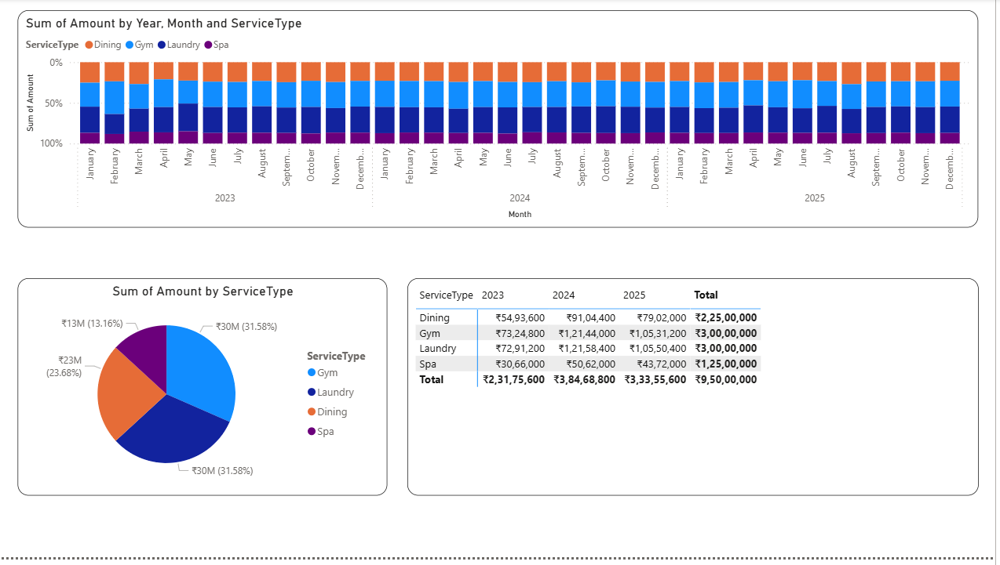 Sum of Amount by Year, Month and ServiceType
ServiceType Dining Gym Laundry Spa
0%
50%
100%
Sum of Amount
January February March April May June July August Septem... October Novem... Decemb... January February March April May June July August Septem... October Novem... Decemb... January February March April May June July August Septem... October Novem... Decemb...
2023 2024 2025
Month
Sum of Amount by ServiceType
₹13M (13.16%)
₹30M (31.58%)
₹23M
(23.68%)
₹30M (31.58%)
ServiceType
Gym
Laundry
Dining
Spa
ServiceType 2023 2024 2025 Total
Dining ₹54,93,600 ₹91,04,400 ₹79,02,000 ₹2,25,00,000
Gym ₹73,24,800 ₹1,21,44,000 ₹1,05,31,200 ₹3,00,00,000
Laundry ₹72,91,200 ₹1,21,58,400 ₹1,05,50,400 ₹3,00,00,000
Spa ₹30,66,000 ₹50,62,000 ₹43,72,000 ₹1,25,00,000
Total ₹2,31,75,600 ₹3,84,68,800 ₹3,33,55,600 ₹9,50,00,000